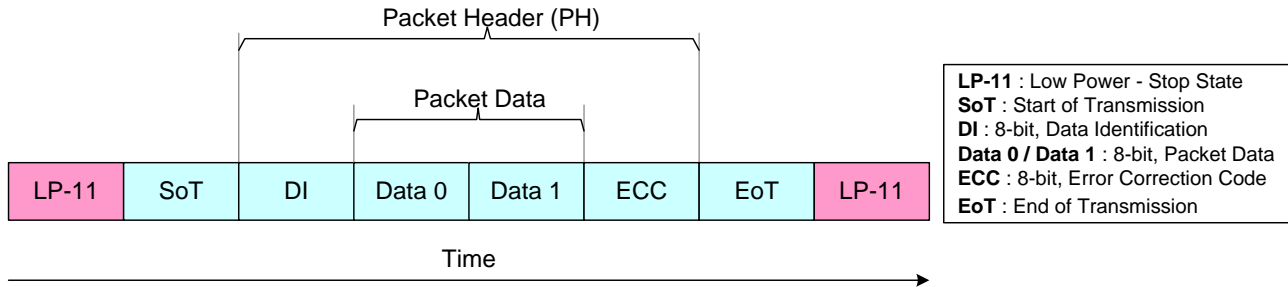 Packet Header (PH)
Packet Data
LP-11 SoT DI Data 0 Data 1 ECC EoT LP-11
Time
LP-11 : Low Power - Stop State
SoT : Start of Transmission
DI : 8-bit, Data Identification
Data 0 / Data 1 : 8-bit, Packet Data
ECC : 8-bit, Error Correction Code
EoT : End of Transmission